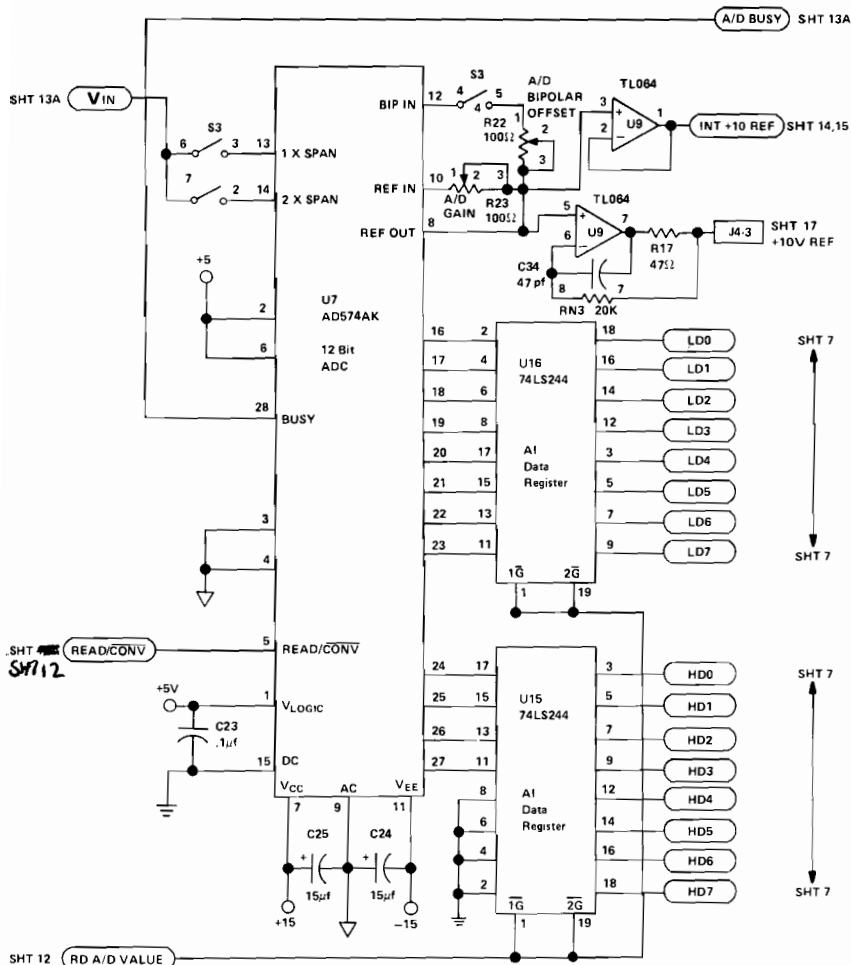 A/D BUSY SHT 13A
SHT 13A VIN
S3
6 3 13 1 X SPAN
7 2 14 2 X SPAN
+5
2
6
28 BUSY
3
4
U7
AD574AK
12 Bit
ADC
SHT 12 READ/CONV 5 READ/CONV
+5V 1 VLOGIC
C23
.1µf
15 DC
VCC AC VEE
7 9 11
C25 C24
+ +
15µf 15µf
+15 -15
BIP IN 12 4 S3 5
4
A/D
BIPOLAR
OFFSET
R22
100Ω
1 2 3
REF IN 10 1 2 3
A/D
GAIN
R23
100Ω
REF OUT 8
TL064
3 +
2 −
U9 1
INT +10 REF SHT 14,15
TL064
5 +
6 −
U9 7
R17
47Ω
J4-3 SHT 17
+10V REF
C34
47 pf
8 7
RN3 20K
16 2 18 LD0 SHT 7
17 4 16 LD1
18 6 14 LD2
19 8 12 LD3
20 17 3 LD4
21 15 5 LD5
22 13 7 LD6
23 11 9 LD7 SHT 7
U16
74LS244
AI
Data
Register
1G 2G
1 19
24 17 3 HD0 SHT 7
25 15 5 HD1
26 13 7 HD2
27 11 9 HD3
8 12 HD4
6 14 HD5
4 16 HD6
2 18 HD7 SHT 7
U15
74LS244
AI
Data
Register
1G 2G
1 19
SHT 12 RD A/D VALUE